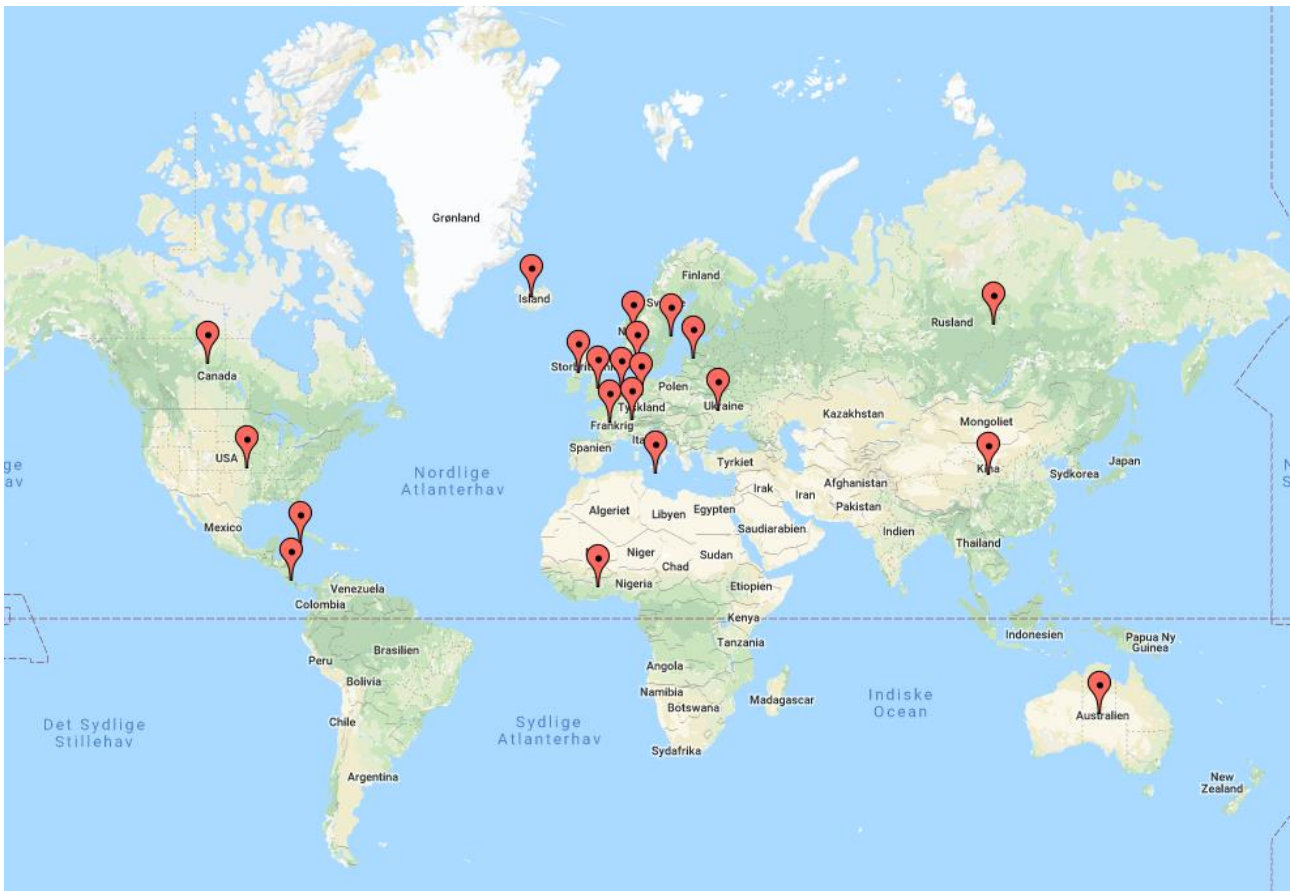 Grønland
Finland
Island
Rusland
Canada
Polen
Ukraine
Tyskland
Kazakhstan
Mongoliet
Frankrig
Spanien
USA
Nordlige
Atlanterhav
Tyrkiet
Kina
Sydkorea
Japan
Irak
Iran
Afghanistan
Pakistan
Algeriet
Libyen
Egypten
Saudiarabien
Indien
Mexico
Thailand
Niger
Chad
Sudan
Nigeria
Etiopien
Venezuela
Colombia
Kenya
Tanzania
Indonesien
Papua Ny
Guinea
Peru
Brasilien
Bolivia
Angola
Namibia
Botswana
Madagascar
Indiske
Ocean
Australien
Det Sydlige
Stillehav
Chile
Sydlige
Atlanterhav
Sydafrika
Argentina
New
Zealand